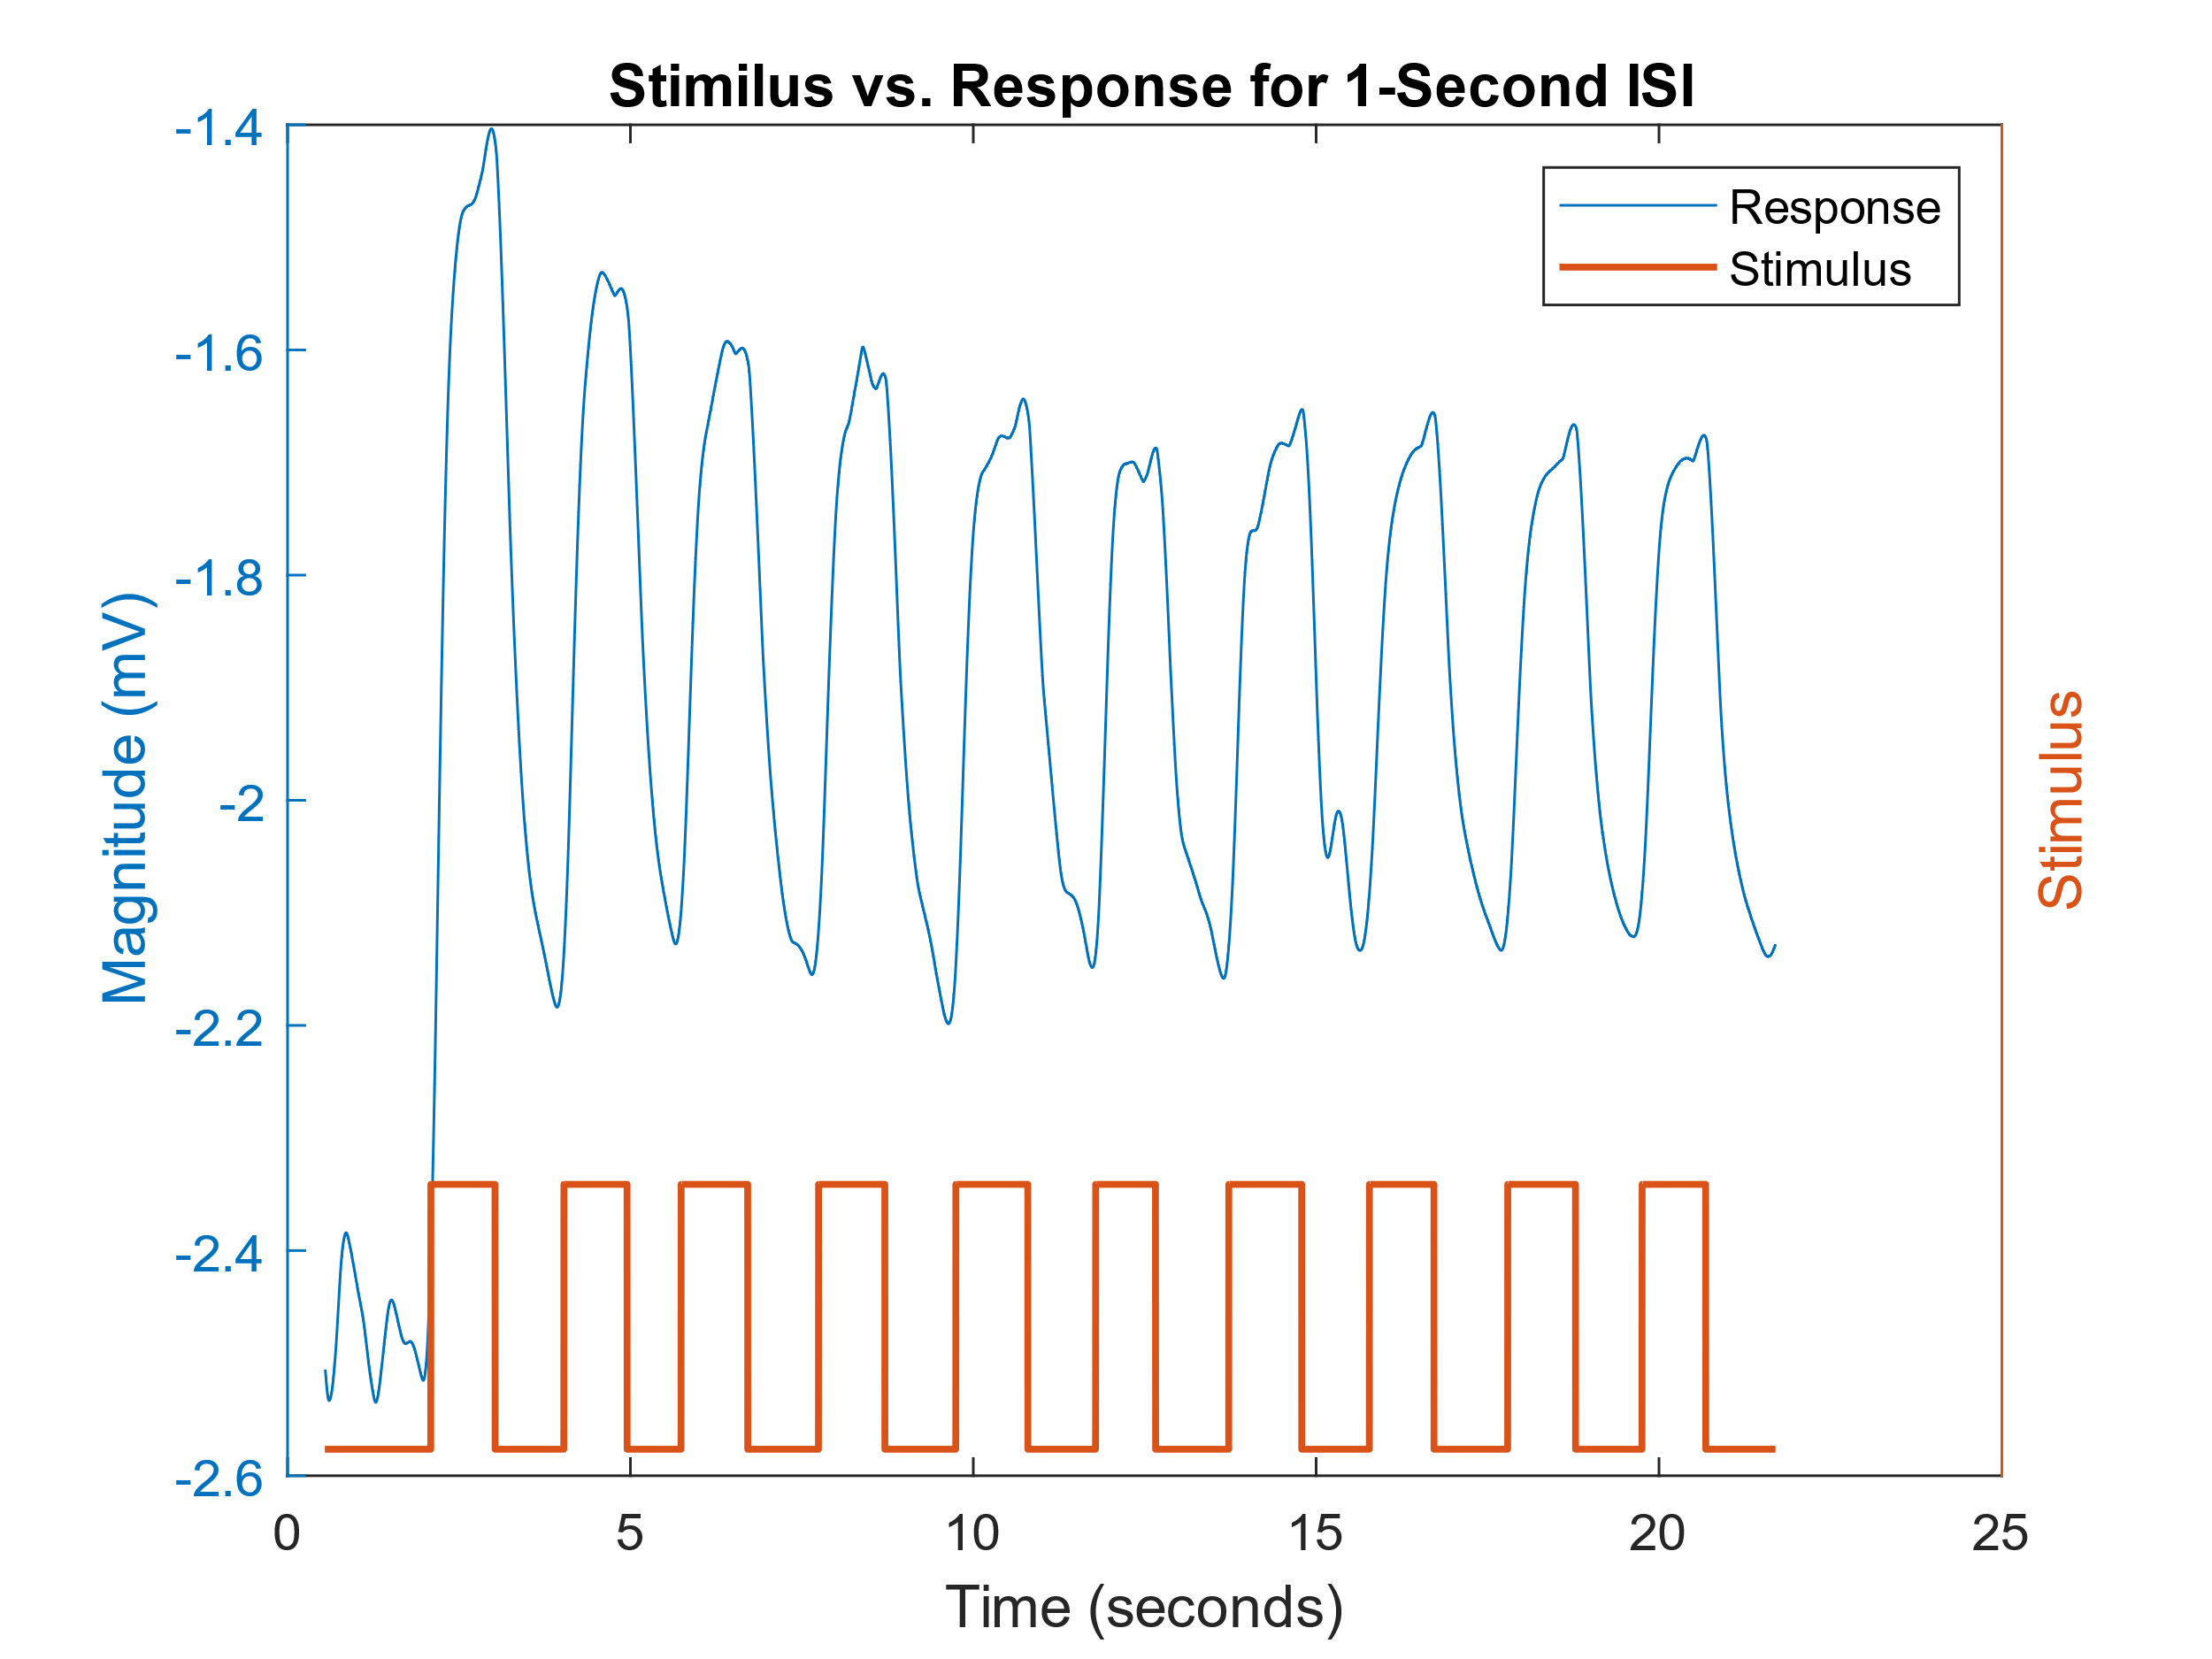 Stimilus vs. Response for 1-Second ISI
Response
Stimulus
-1.4
-1.6
-1.8
-2
-2.2
-2.4
-2.6
Magnitude (mV)
Stimulus
0 5 10 15 20 25
Time (seconds)